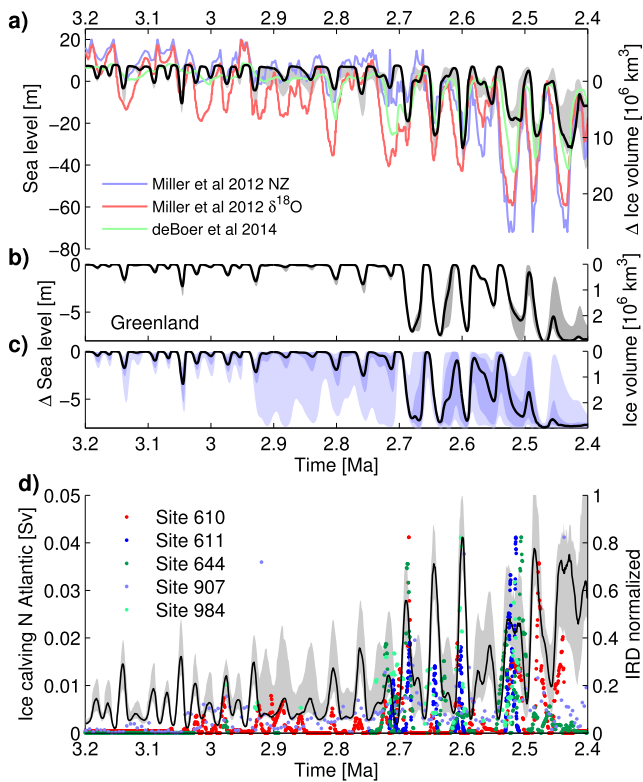 3.2 3.1 3 2.9 2.8 2.7 2.6 2.5 2.4
a)
20
0
-20
-40
-60
-80
Sea level [m]
0
10
20
Δ Ice volume [10⁶ km³]
Miller et al 2012 NZ
Miller et al 2012 δ¹⁸O
deBoer et al 2014
b)
0
-5
0
1
2
Greenland
c)
0
-5
Δ Sea level [m]
0
1
2
Ice volume [10⁶ km³]
3.2 3.1 3 2.9 2.8 2.7 2.6 2.5 2.4
Time [Ma]
d)
0.05
0.04
0.03
0.02
0.01
0
Ice calving N Atlantic [Sv]
Site 610
Site 611
Site 644
Site 907
Site 984
1
0.8
0.6
0.4
0.2
0
IRD normalized
3.2 3.1 3 2.9 2.8 2.7 2.6 2.5 2.4
Time [Ma]